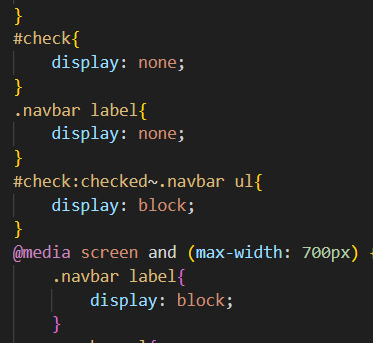 }
#check{
    display: none;
}
.navbar label{
    display: none;
}
#check:checked~.navbar ul{
    display: block;
}
@media screen and (max-width: 700px) {
    .navbar label{
        display: block;
    }